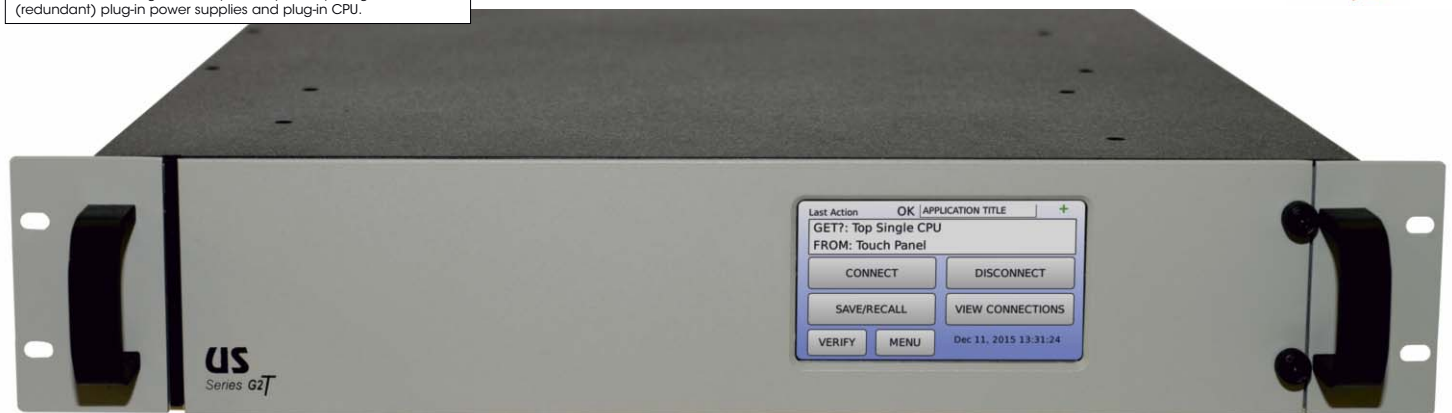 (redundant) plug-in power supplies and plug-in CPU.
Last Action OK APPLICATION TITLE +
GET?: Top Single CPU
FROM: Touch Panel
CONNECT DISCONNECT
SAVE/RECALL VIEW CONNECTIONS
VERIFY MENU Dec 11, 2015 13:31:24
US
Series G2T